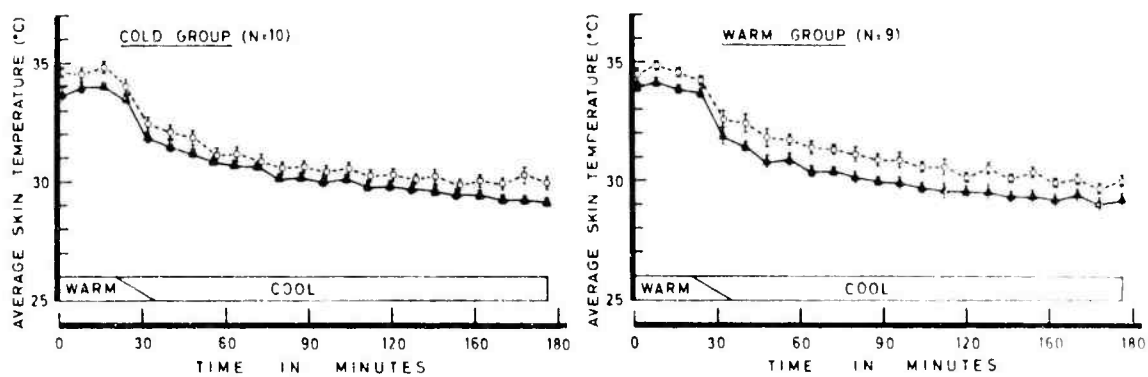 AVERAGE SKIN TEMPERATURE (°C)
COLD GROUP (N=10)
35
30
25
WARM
COOL
0 30 60 90 120 150 180
TIME IN MINUTES
AVERAGE SKIN TEMPERATURE (°C)
WARM GROUP (N=9)
35
30
25
WARM
COOL
0 30 60 90 120 160 180
TIME IN MINUTES